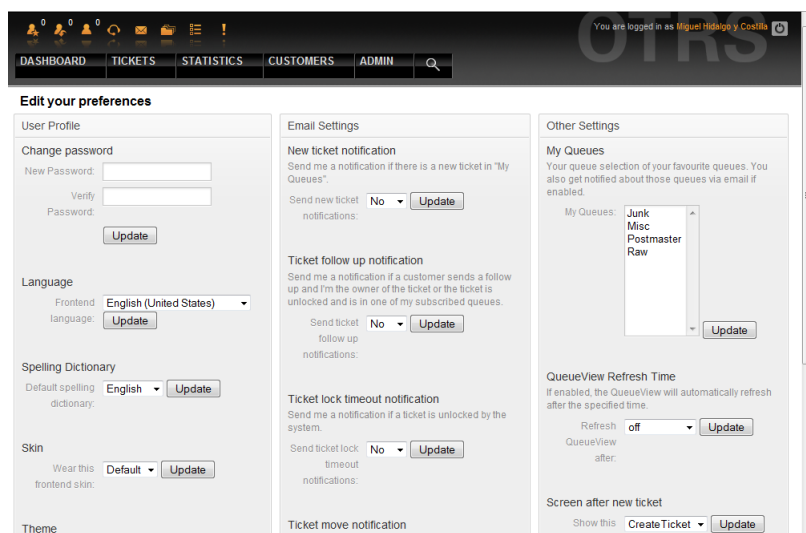 0 0 0
OTRS
You are logged in as Miguel Hidalgo y Costilla
DASHBOARD TICKETS STATISTICS CUSTOMERS ADMIN
Edit your preferences
User Profile
Change password
New Password:
Verify
Password:
Update
Language
Frontend
language:
English (United States)
Update
Spelling Dictionary
Default spelling
dictionary:
English
Update
Skin
Wear this
frontend skin:
Default
Update
Theme
Email Settings
New ticket notification
Send me a notification if there is a new ticket in "My
Queues".
Send new ticket
notifications:
No
Update
Ticket follow up notification
Send me a notification if a customer sends a follow
up and I'm the owner of the ticket or the ticket is
unlocked and is in one of my subscribed queues.
Send ticket
follow up
notifications:
No
Update
Ticket lock timeout notification
Send me a notification if a ticket is unlocked by the
system.
Send ticket lock
timeout
notifications:
No
Update
Ticket move notification
Other Settings
My Queues
Your queue selection of your favourite queues. You
also get notified about those queues via email if
enabled.
My Queues:
Junk
Misc
Postmaster
Raw
Update
QueueView Refresh Time
If enabled, the QueueView will automatically refresh
after the specified time.
Refresh
QueueView
after:
off
Update
Screen after new ticket
Show this
CreateTicket
Update